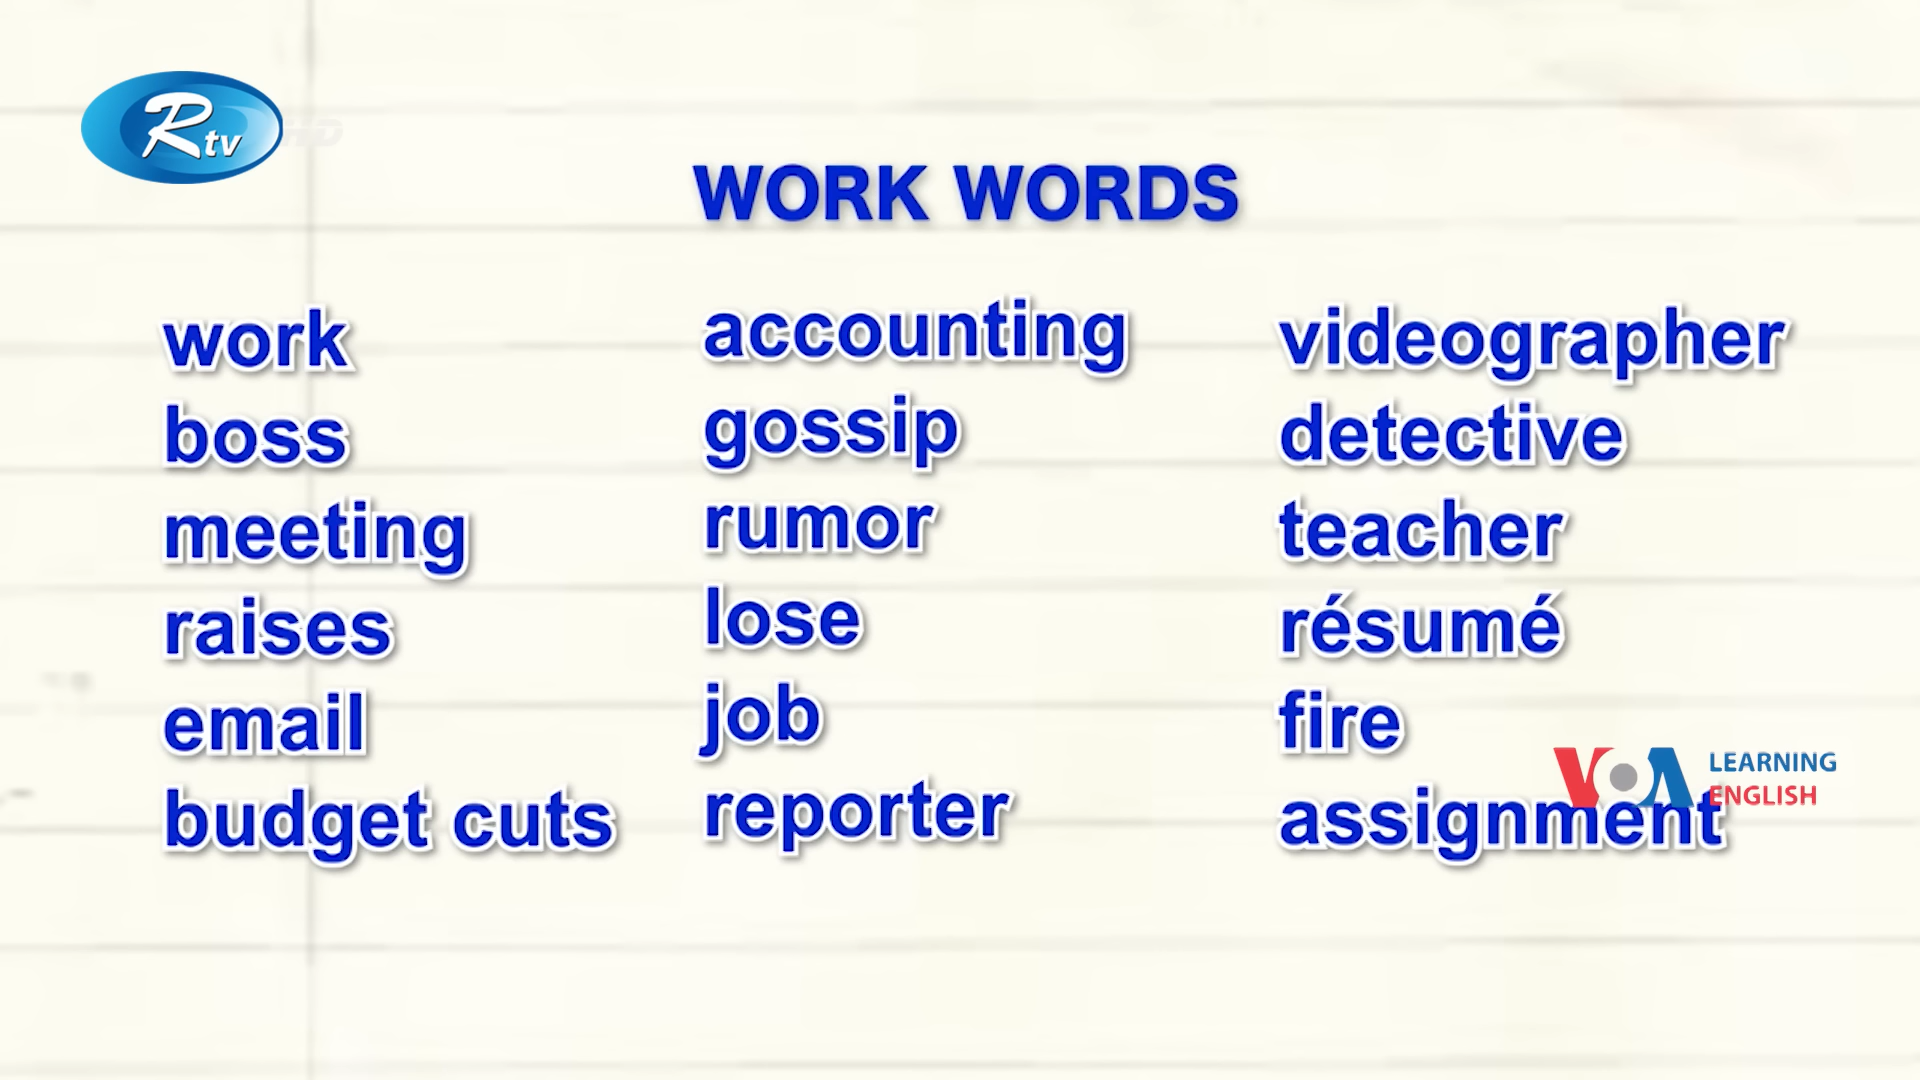 Rtv HD
WORK WORDS
work
boss
meeting
raises
email
budget cuts
accounting
gossip
rumor
lose
job
reporter
videographer
detective
teacher
résumé
fire
assignment
VOA LEARNING
ENGLISH